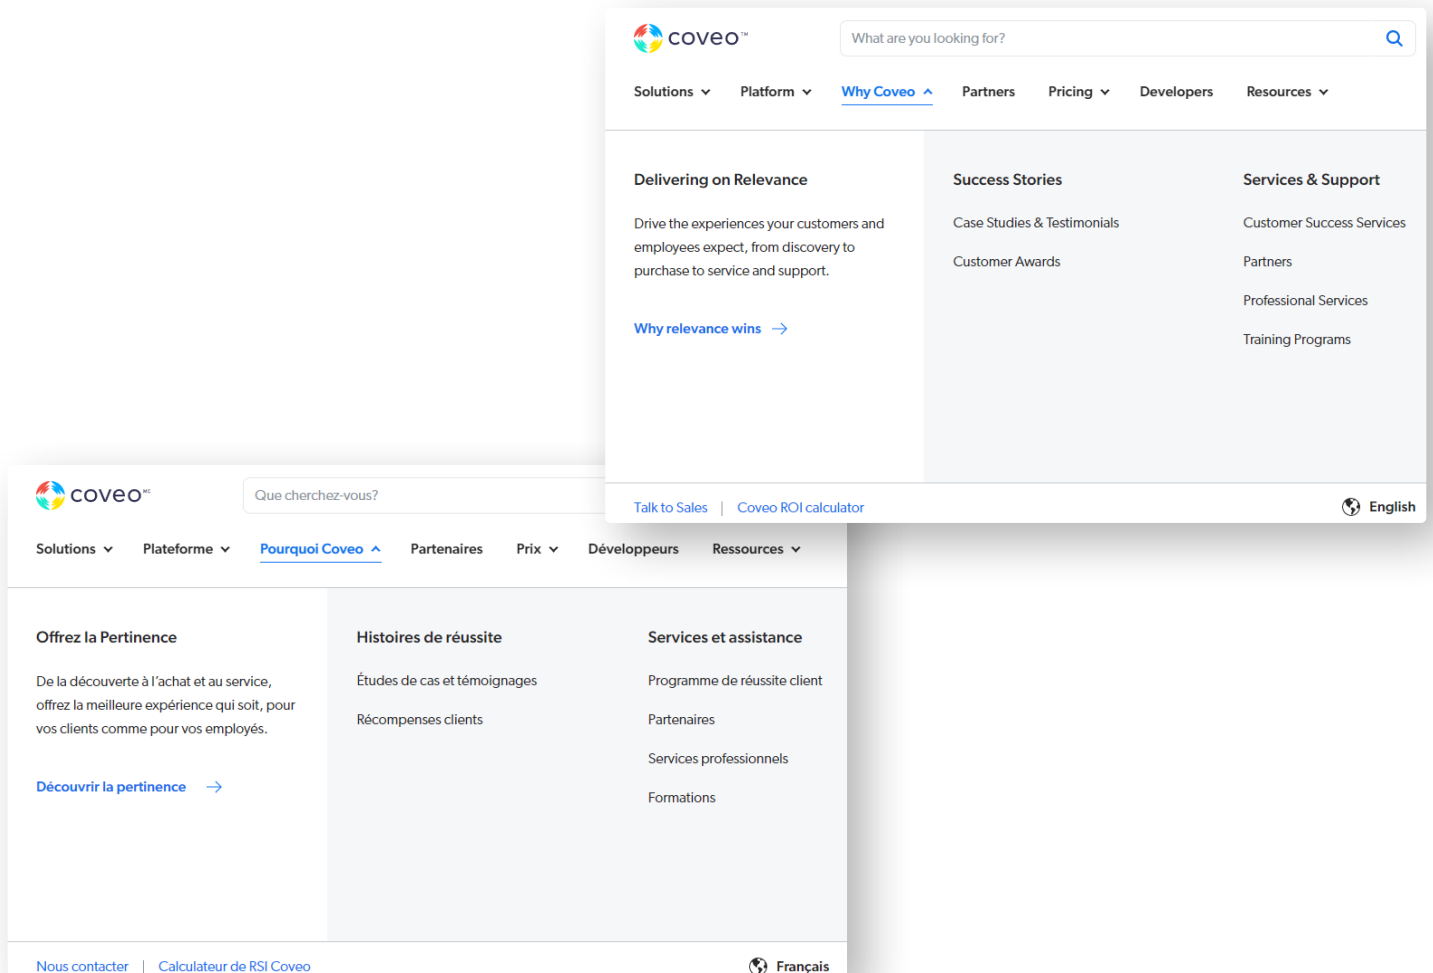 coveo™
What are you looking for?
Solutions Platform Why Coveo Partners Pricing Developers Resources
Delivering on Relevance
Drive the experiences your customers and
employees expect, from discovery to
purchase to service and support.
Why relevance wins
Success Stories
Case Studies & Testimonials
Customer Awards
Services & Support
Customer Success Services
Partners
Professional Services
Training Programs
Talk to Sales | Coveo ROI calculator
English
coveoᴹᶜ
Que cherchez-vous?
Solutions Plateforme Pourquoi Coveo Partenaires Prix Développeurs Ressources
Offrez la Pertinence
De la découverte à l’achat et au service,
offrez la meilleure expérience qui soit, pour
vos clients comme pour vos employés.
Découvrir la pertinence
Histoires de réussite
Études de cas et témoignages
Récompenses clients
Services et assistance
Programme de réussite client
Partenaires
Services professionnels
Formations
Nous contacter | Calculateur de RSI Coveo
Français